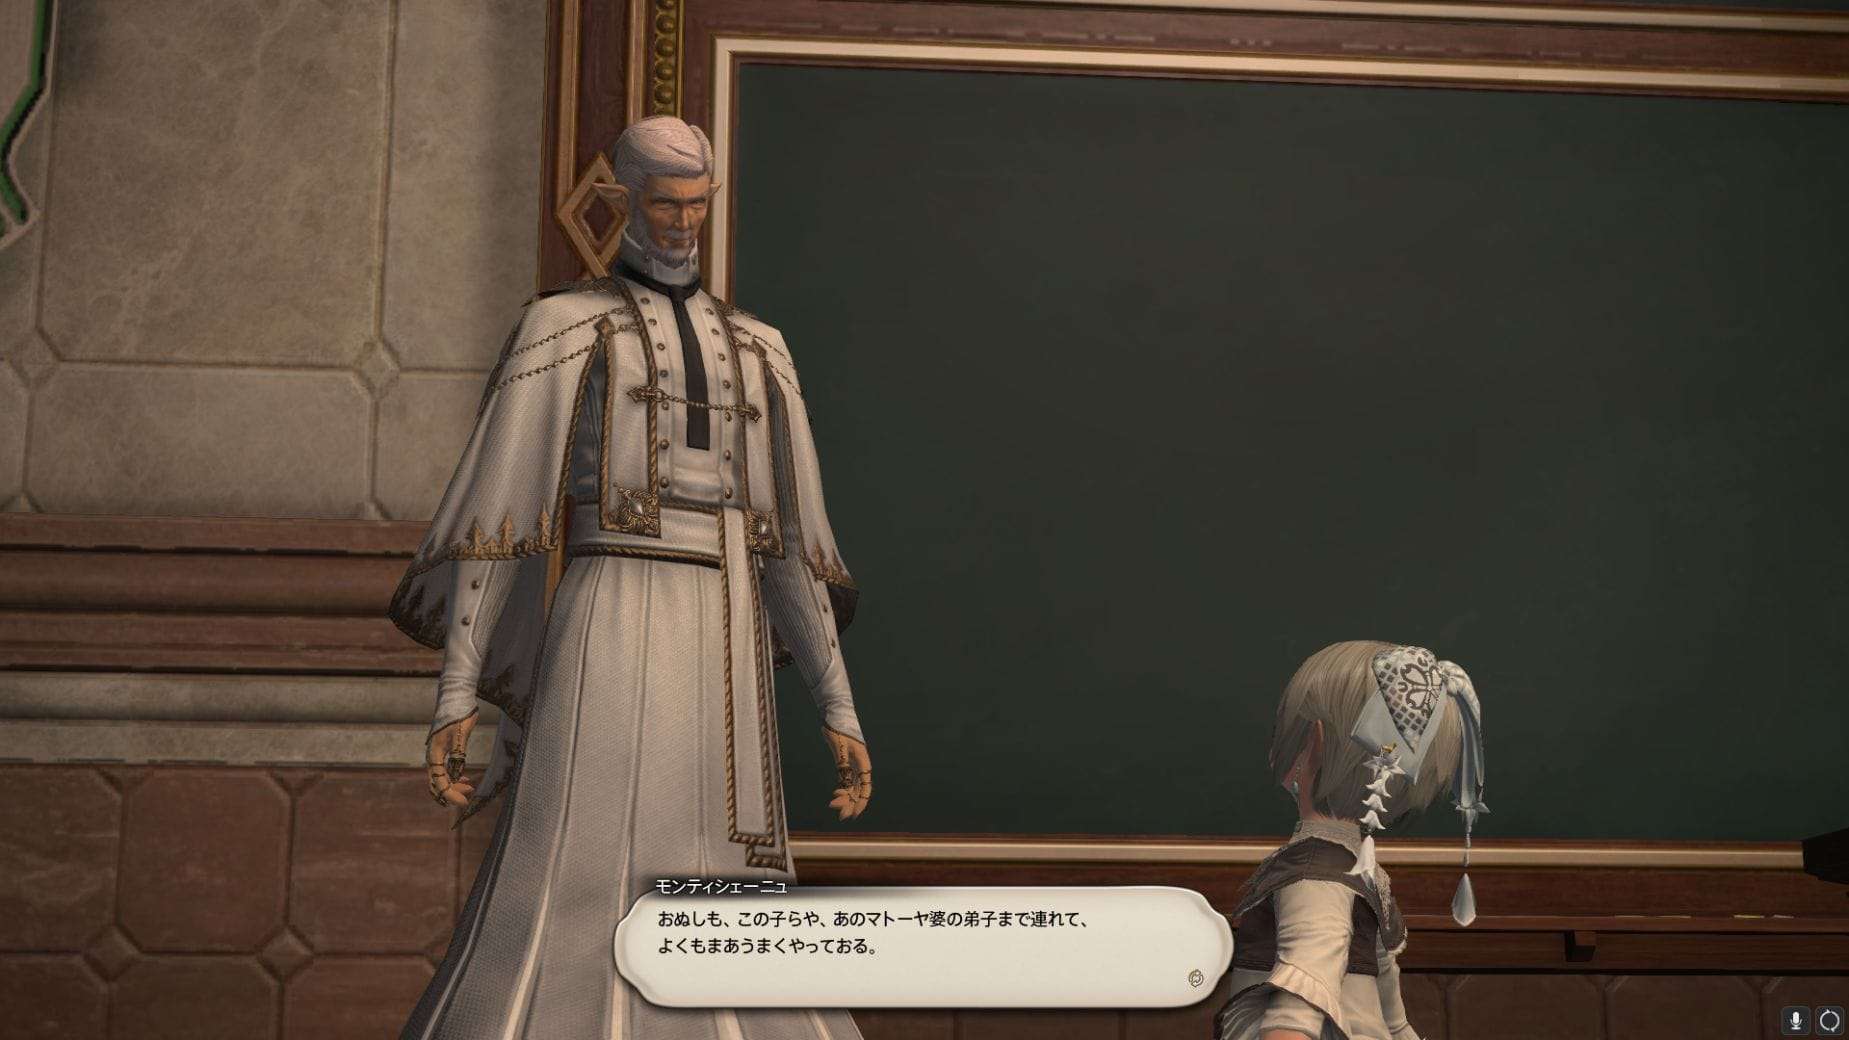 モンティシェーニュ
おぬしも、この子らや、あのマトーヤ婆の弟子まで連れて、
よくもまあうまくやっておる。